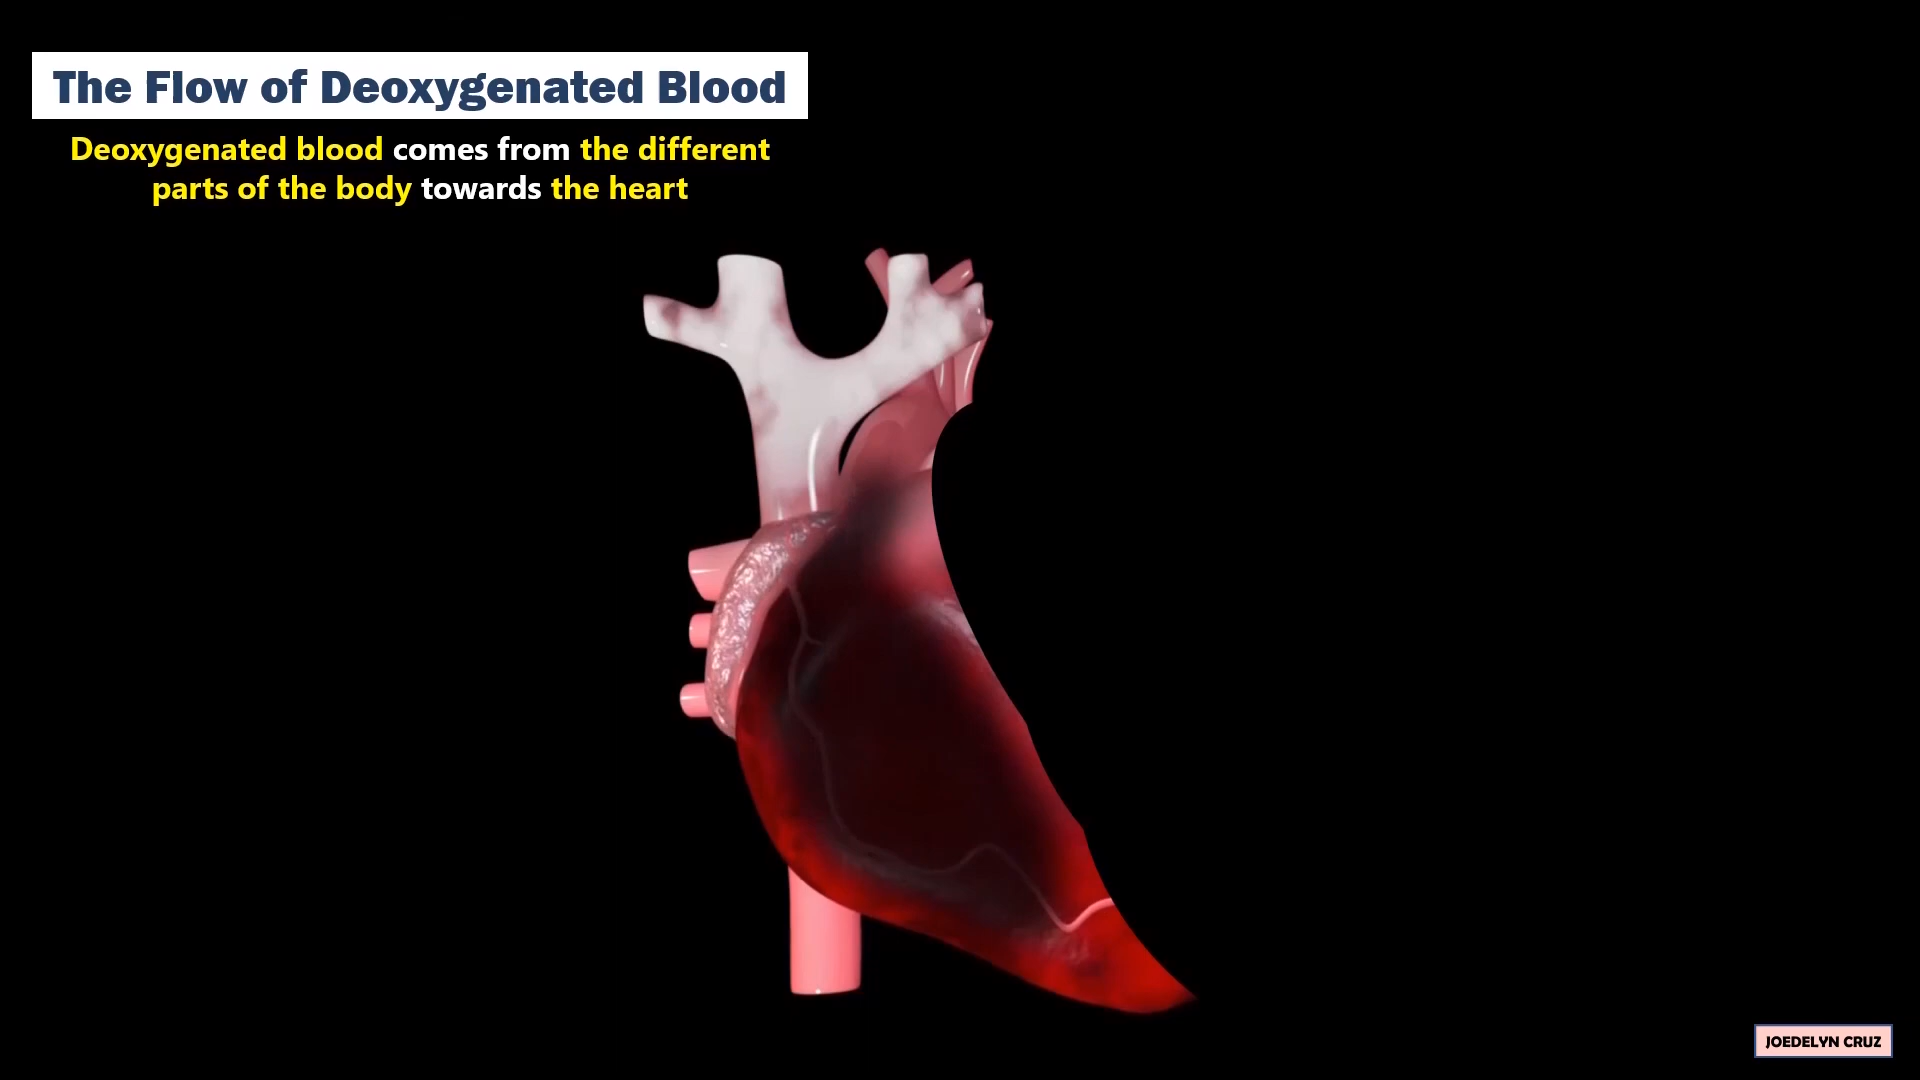 The Flow of Deoxygenated Blood
Deoxygenated blood comes from the different
parts of the body towards the heart
JOEDELYN CRUZ